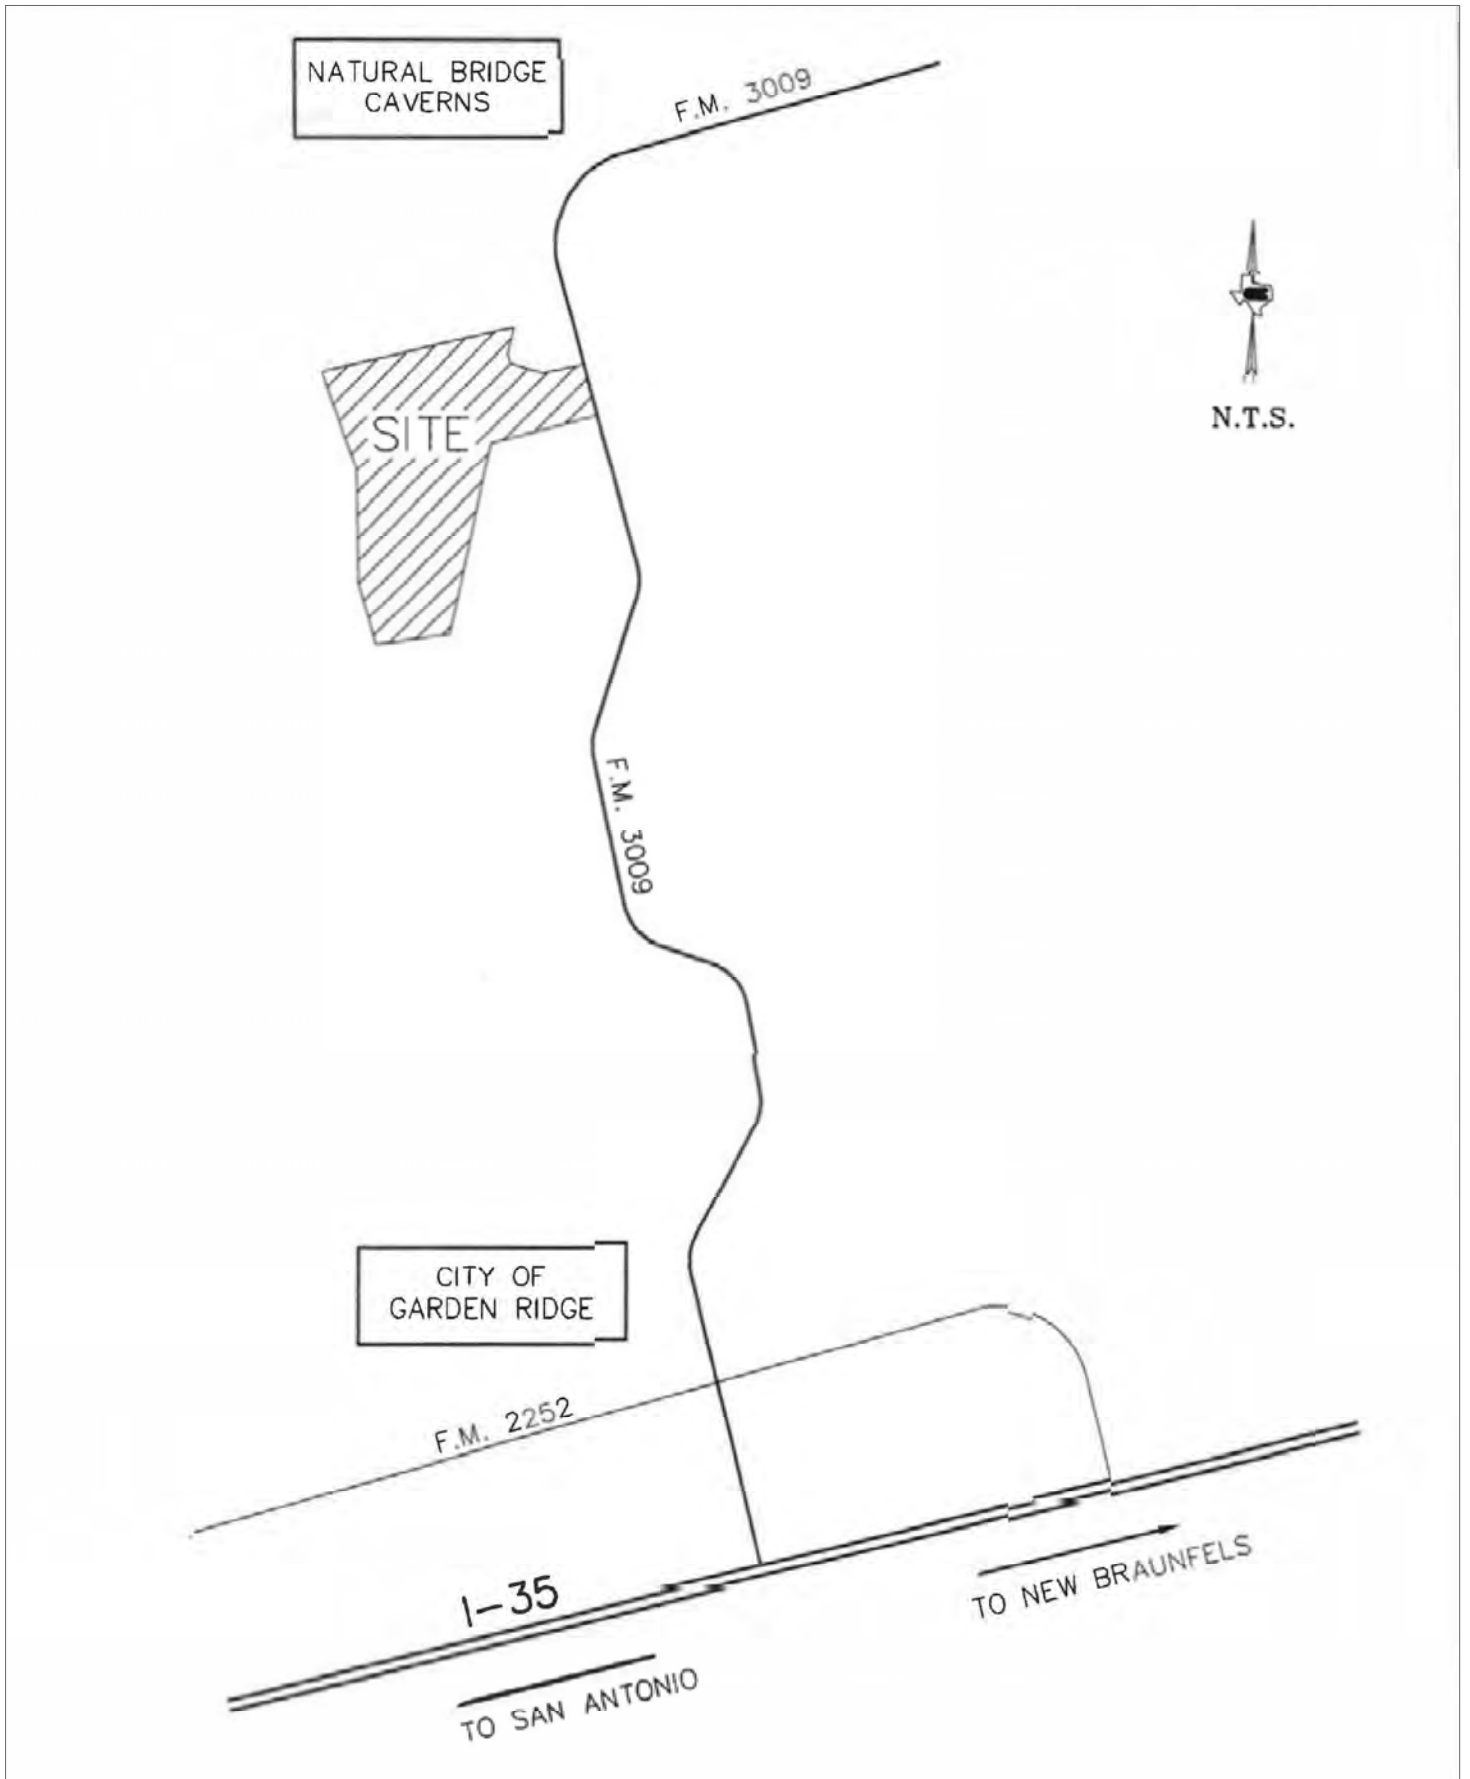 NATURAL BRIDGE
CAVERNS
F.M. 3009
N.T.S.
SITE
F.M. 3009
CITY OF
GARDEN RIDGE
F.M. 2252
I-35
TO NEW BRAUNFELS
TO SAN ANTONIO